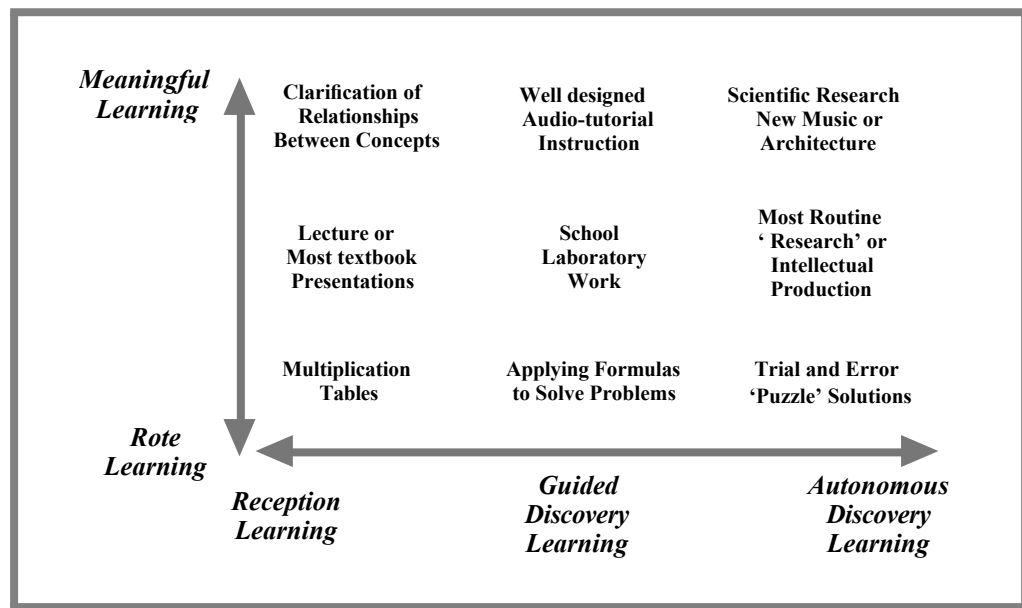 Meaningful
Learning
Clarification of
Relationships
Between Concepts
Well designed
Audio-tutorial
Instruction
Scientific Research
New Music or
Architecture
Lecture or
Most textbook
Presentations
School
Laboratory
Work
Most Routine
‘ Research’ or
Intellectual
Production
Multiplication
Tables
Applying Formulas
to Solve Problems
Trial and Error
‘Puzzle’ Solutions
Rote
Learning
Reception
Learning
Guided
Discovery
Learning
Autonomous
Discovery
Learning